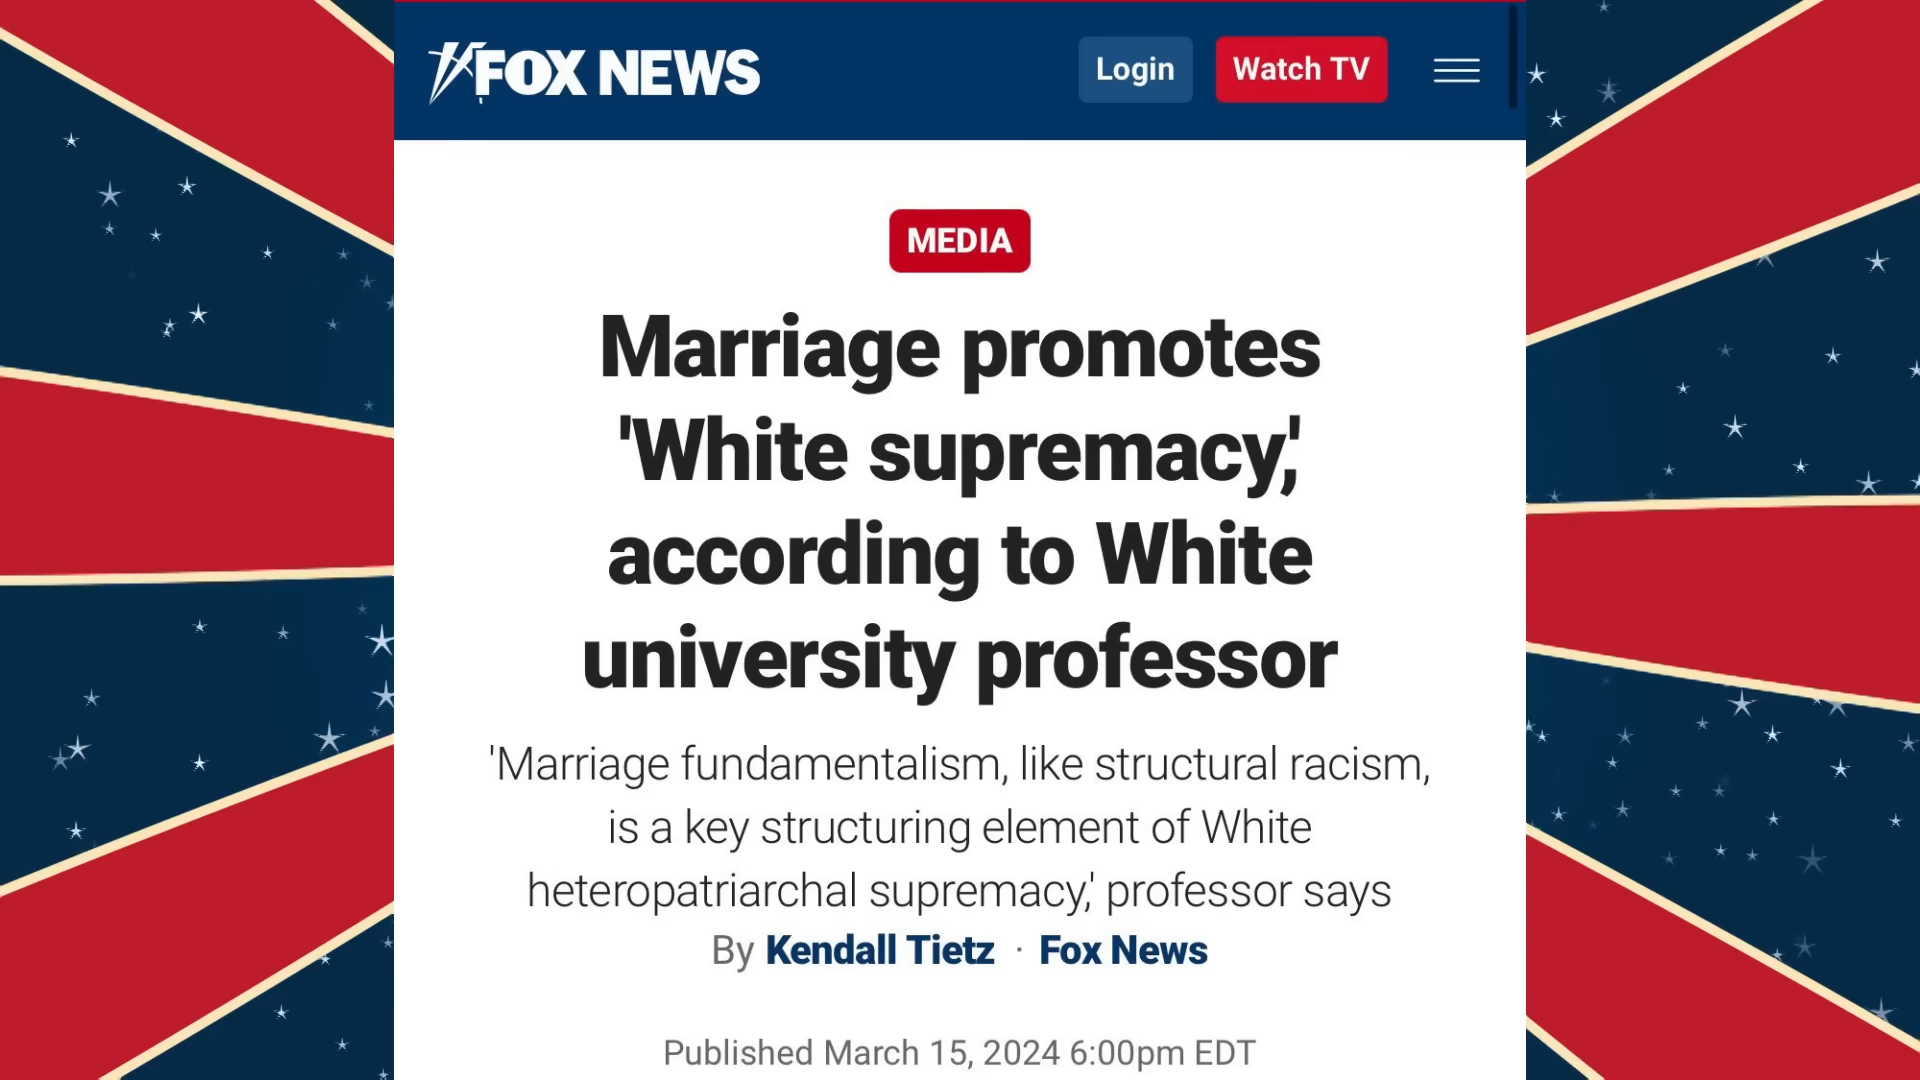 FOX NEWS
Login
Watch TV
MEDIA
Marriage promotes
'White supremacy,'
according to White
university professor
'Marriage fundamentalism, like structural racism,
is a key structuring element of White
heteropatriarchal supremacy,' professor says
By Kendall Tietz · Fox News
Published March 15, 2024 6:00pm EDT